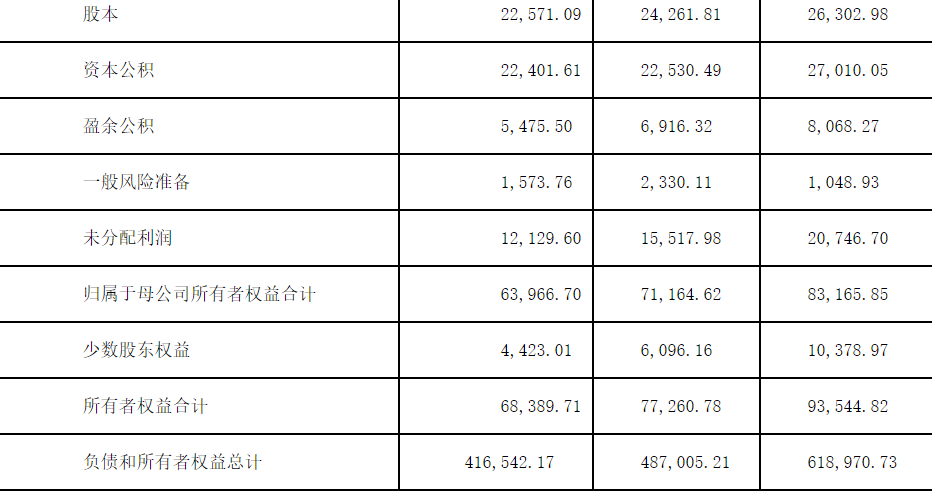 股本 22,571.09 24,261.81 26,302.98
资本公积 22,401.61 22,530.49 27,010.05
盈余公积 5,475.50 6,916.32 8,068.27
一般风险准备 1,573.76 2,330.11 1,048.93
未分配利润 12,129.60 15,517.98 20,746.70
归属于母公司所有者权益合计 63,966.70 71,164.62 83,165.85
少数股东权益 4,423.01 6,096.16 10,378.97
所有者权益合计 68,389.71 77,260.78 93,544.82
负债和所有者权益总计 416,542.17 487,005.21 618,970.73